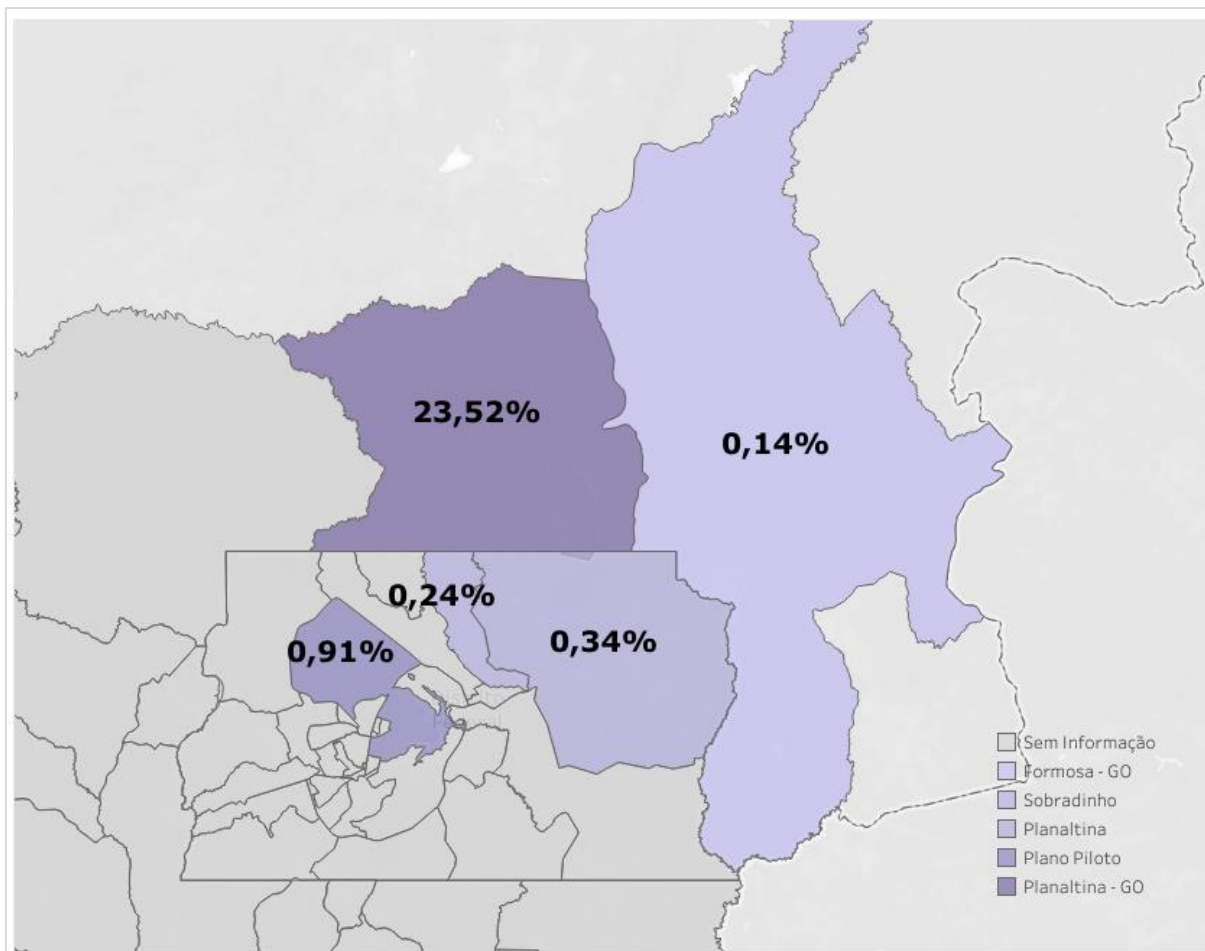 23,52%
0,14%
0,24%
0,34%
0,91%
Sem Informação
Formosa - GO
Sobradinho
Planaltina
Plano Piloto
Planaltina - GO